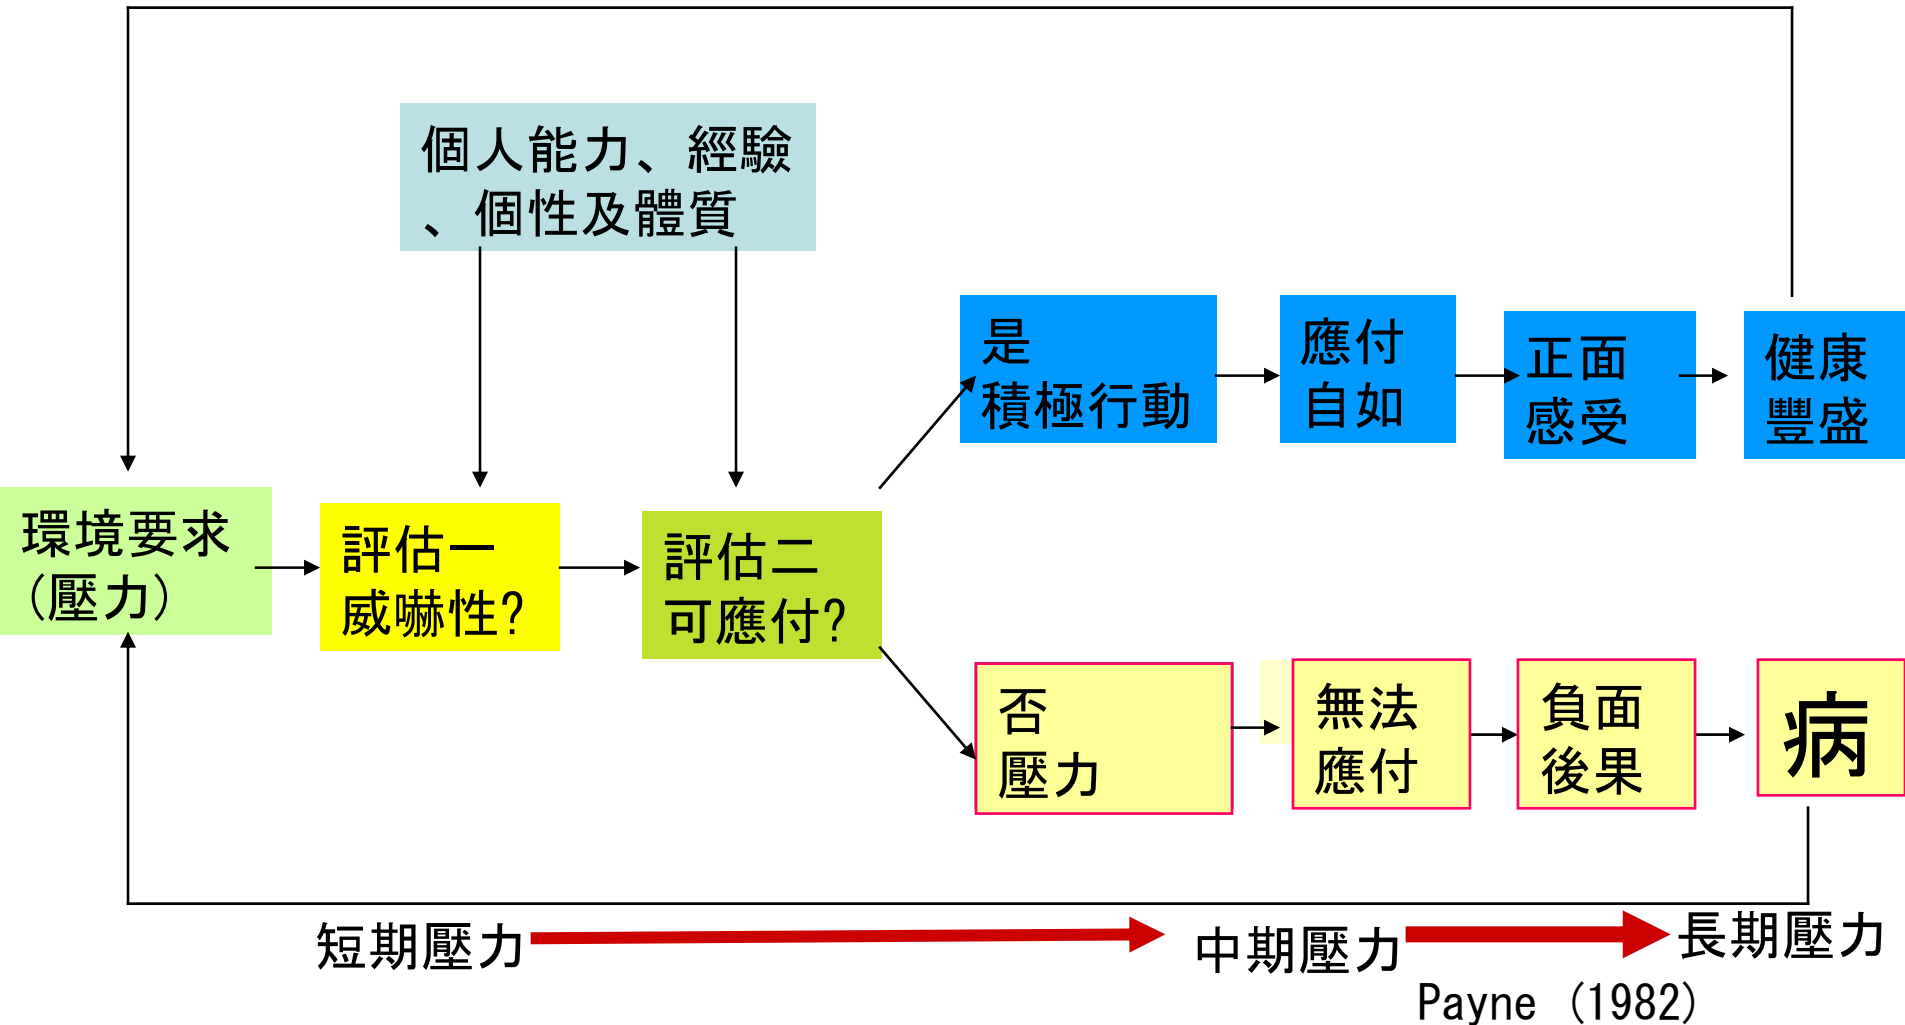 個人能力、經驗
、個性及體質
是
積極行動
應付
自如
正面
感受
健康
豐盛
環境要求
(壓力)
評估一
威嚇性?
評估二
可應付?
否
壓力
無法
應付
負面
後果
病
短期壓力
中期壓力
長期壓力
Payne (1982)